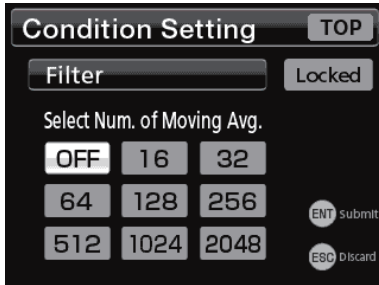 Condition Setting TOP
Filter Locked
Select Num. of Moving Avg.
OFF 16 32
64 128 256
ENT Submit
512 1024 2048
ESC Discard